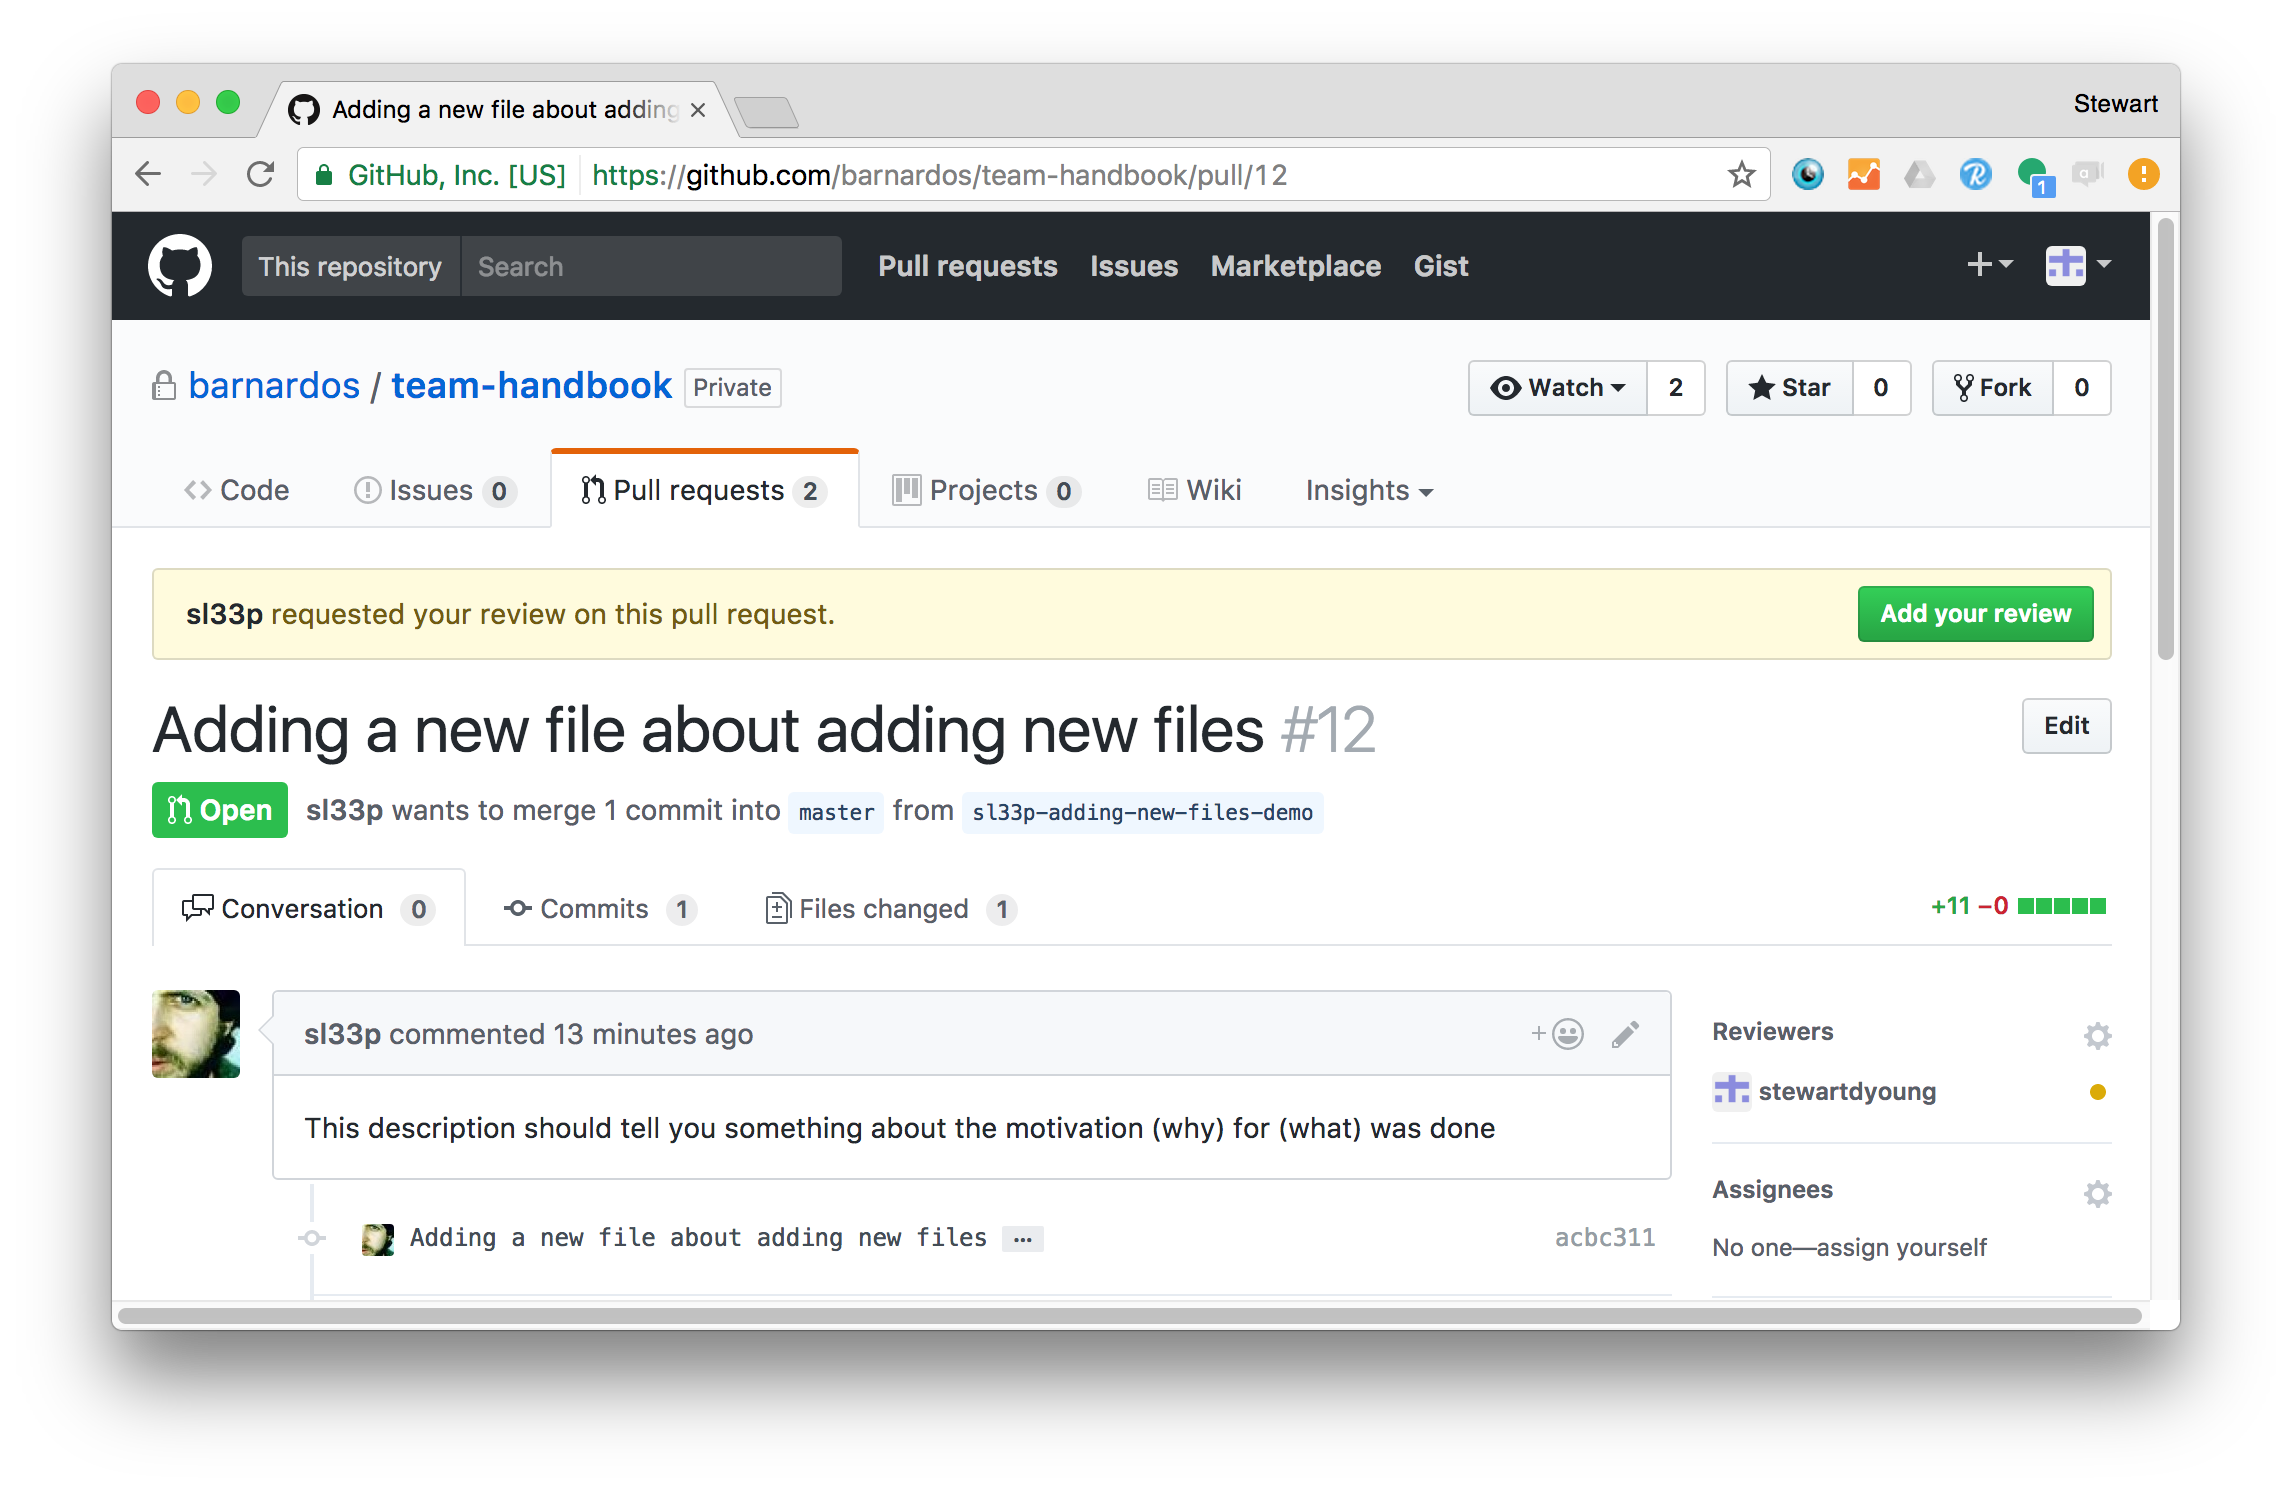 Adding a new file about adding
Stewart
GitHub, Inc. [US] https://github.com/barnardos/team-handbook/pull/12
1
This repository Search Pull requests Issues Marketplace Gist
barnardos / team-handbook Private Watch 2 Star 0 Fork 0
Code Issues 0 Pull requests 2 Projects 0 Wiki Insights
sl33p requested your review on this pull request. Add your review
Adding a new file about adding new files #12 Edit
Open sl33p wants to merge 1 commit into master from sl33p-adding-new-files-demo
Conversation 0 Commits 1 Files changed 1 +11 −0
sl33p commented 13 minutes ago
This description should tell you something about the motivation (why) for (what) was done
Adding a new file about adding new files … acbc311
Reviewers
stewartdyoung
Assignees
No one—assign yourself